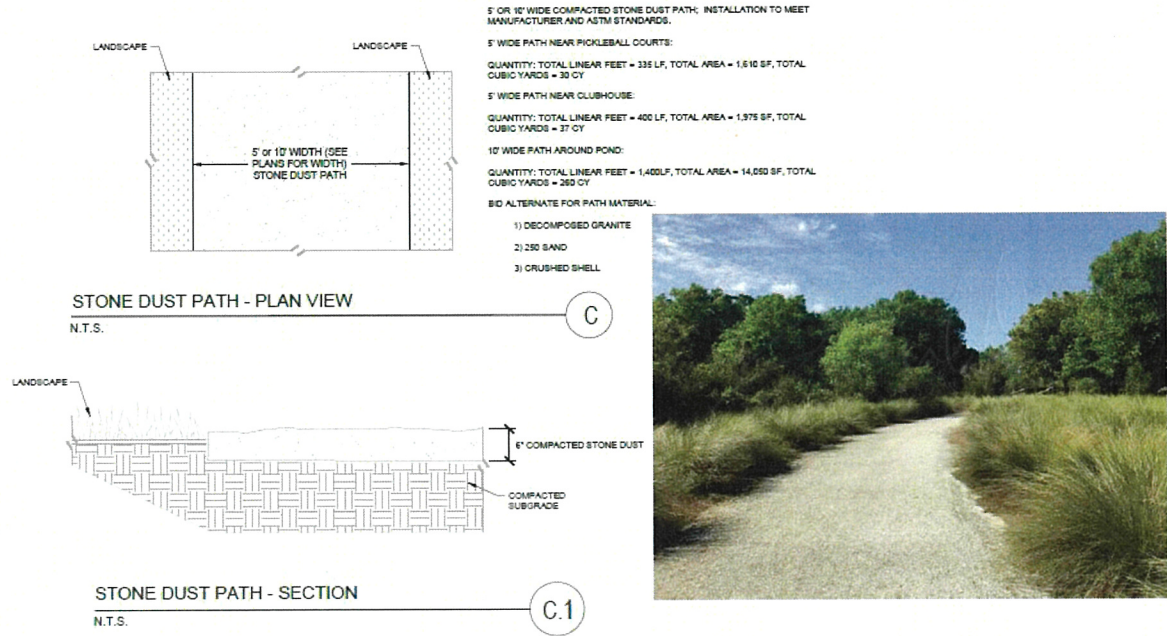 5' OR 10' WIDE COMPACTED STONE DUST PATH; INSTALLATION TO MEET
MANUFACTURER AND ASTM STANDARDS.
5' WIDE PATH NEAR PICKLEBALL COURTS:
QUANTITY: TOTAL LINEAR FEET = 335 LF, TOTAL AREA = 1,610 SF, TOTAL
CUBIC YARDS = 30 CY
5' WIDE PATH NEAR CLUBHOUSE:
QUANTITY: TOTAL LINEAR FEET = 400 LF, TOTAL AREA = 1,975 SF, TOTAL
CUBIC YARDS = 37 CY
10' WIDE PATH AROUND POND:
QUANTITY: TOTAL LINEAR FEET = 1,400LF, TOTAL AREA = 14,050 SF, TOTAL
CUBIC YARDS = 260 CY
BID ALTERNATE FOR PATH MATERIAL:
1) DECOMPOSED GRANITE
2) 250 SAND
3) CRUSHED SHELL
LANDSCAPE
LANDSCAPE
5' or 10' WIDTH (SEE
PLANS FOR WIDTH)
STONE DUST PATH
STONE DUST PATH - PLAN VIEW
N.T.S.
C
LANDSCAPE
6" COMPACTED STONE DUST
COMPACTED
SUBGRADE
STONE DUST PATH - SECTION
N.T.S.
C.1